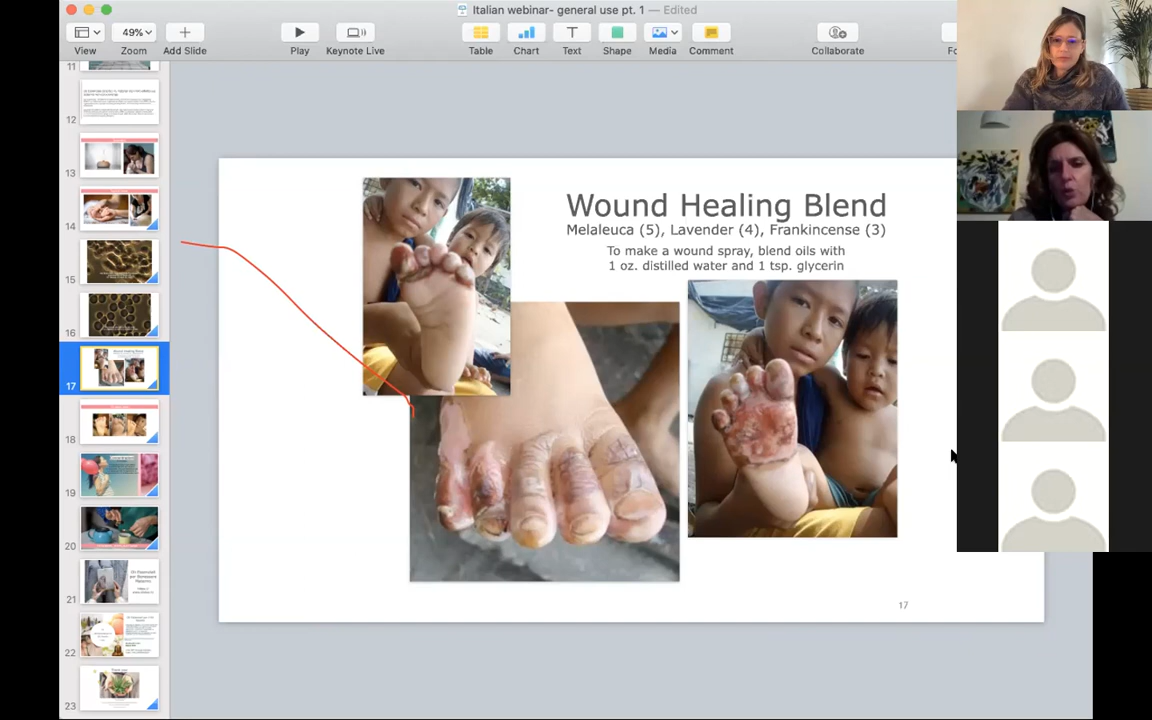 Italian webinar- general use pt. 1 — Edited
49%
View
Zoom
Add Slide
Play
Keynote Live
Table
Chart
Text
Shape
Media
Comment
Collaborate
11
12
13
14
15
16
17
18
19
20
21
22
23
Wound Healing Blend
Melaleuca (5), Lavender (4), Frankincense (3)
To make a wound spray, blend oils with
1 oz. distilled water and 1 tsp. glycerin
17